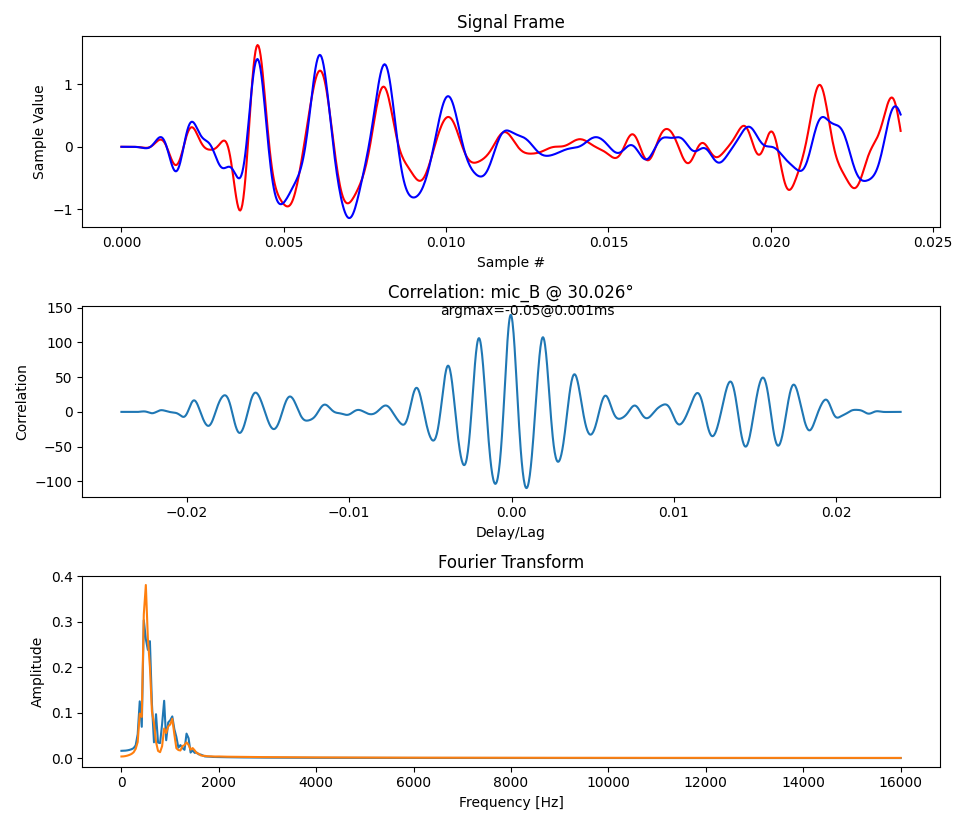 Signal Frame
Sample Value
1
0
−1
0.000 0.005 0.010 0.015 0.020 0.025
Sample #
Correlation: mic_B @ 30.026°
argmax=-0.05@0.001ms
Correlation
150
100
50
0
−50
−100
−0.02 −0.01 0.00 0.01 0.02
Delay/Lag
Fourier Transform
Amplitude
0.4
0.3
0.2
0.1
0.0
0 2000 4000 6000 8000 10000 12000 14000 16000
Frequency [Hz]